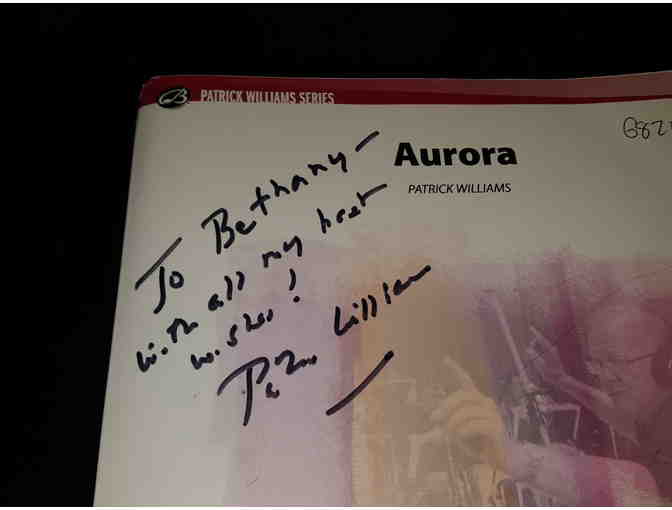 PATRICK WILLIAMS SERIES
Aurora
PATRICK WILLIAMS
To Bethany -
with all my best
wishes!